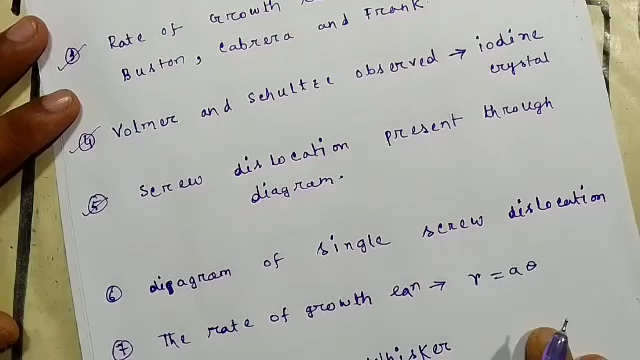 ③ Rate of Growth
Buston, Cabrera and Frank.
④ Volmer and Schultze observed → iodine
crystal
⑤ Screw dislocation present through
diagram.
⑥ diagram of single screw dislocation
⑦ The rate of growth eqn → r = aθ
Whisker